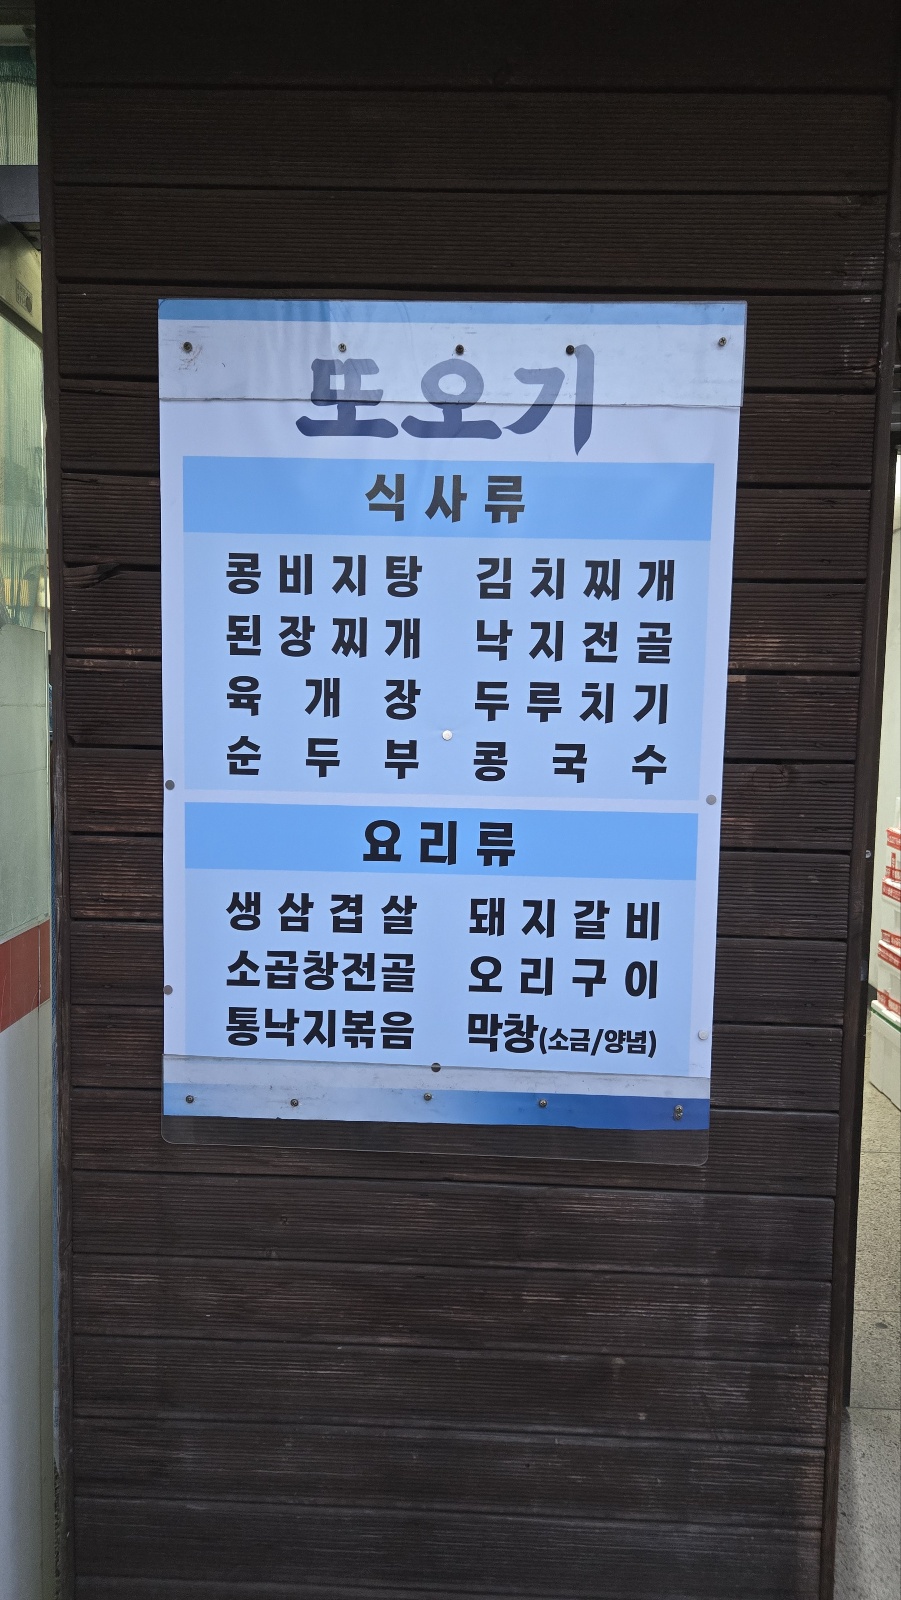 또오기
식사류
콩비지탕 김치찌개
된장찌개 낙지전골
육개장 두루치기
순두부 콩국수
요리류
생삼겹살 돼지갈비
소곱창전골 오리구이
통낙지볶음 막창(소금/양념)